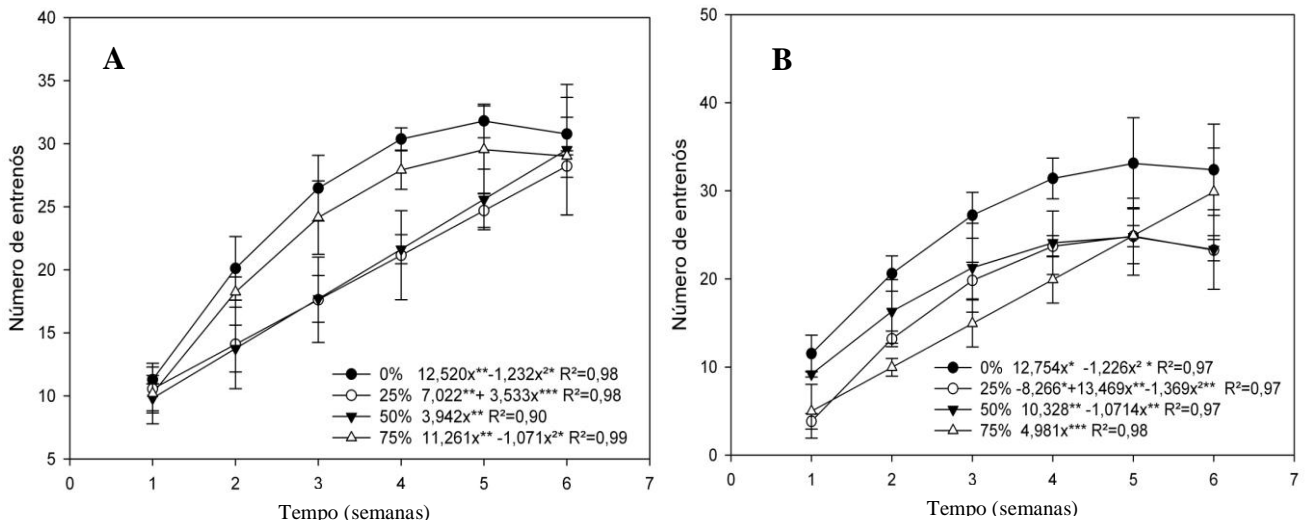 A
Número de entrenós
40
35
30
25
20
15
10
5
0 1 2 3 4 5 6 7
Tempo (semanas)
0% 12,520x**-1,232x²* R²=0,98
25% 7,022**+ 3,533x*** R²=0,98
50% 3,942x** R²=0,90
75% 11,261x** -1,071x²* R²=0,99
B
Número de entrenós
50
40
30
20
10
0
0 1 2 3 4 5 6 7
Tempo (semanas)
0% 12,754x* -1,226x² * R²=0,97
25% -8,266*+13,469x**-1,369x²** R²=0,97
50% 10,328** -1,0714x** R²=0,97
75% 4,981x*** R²=0,98